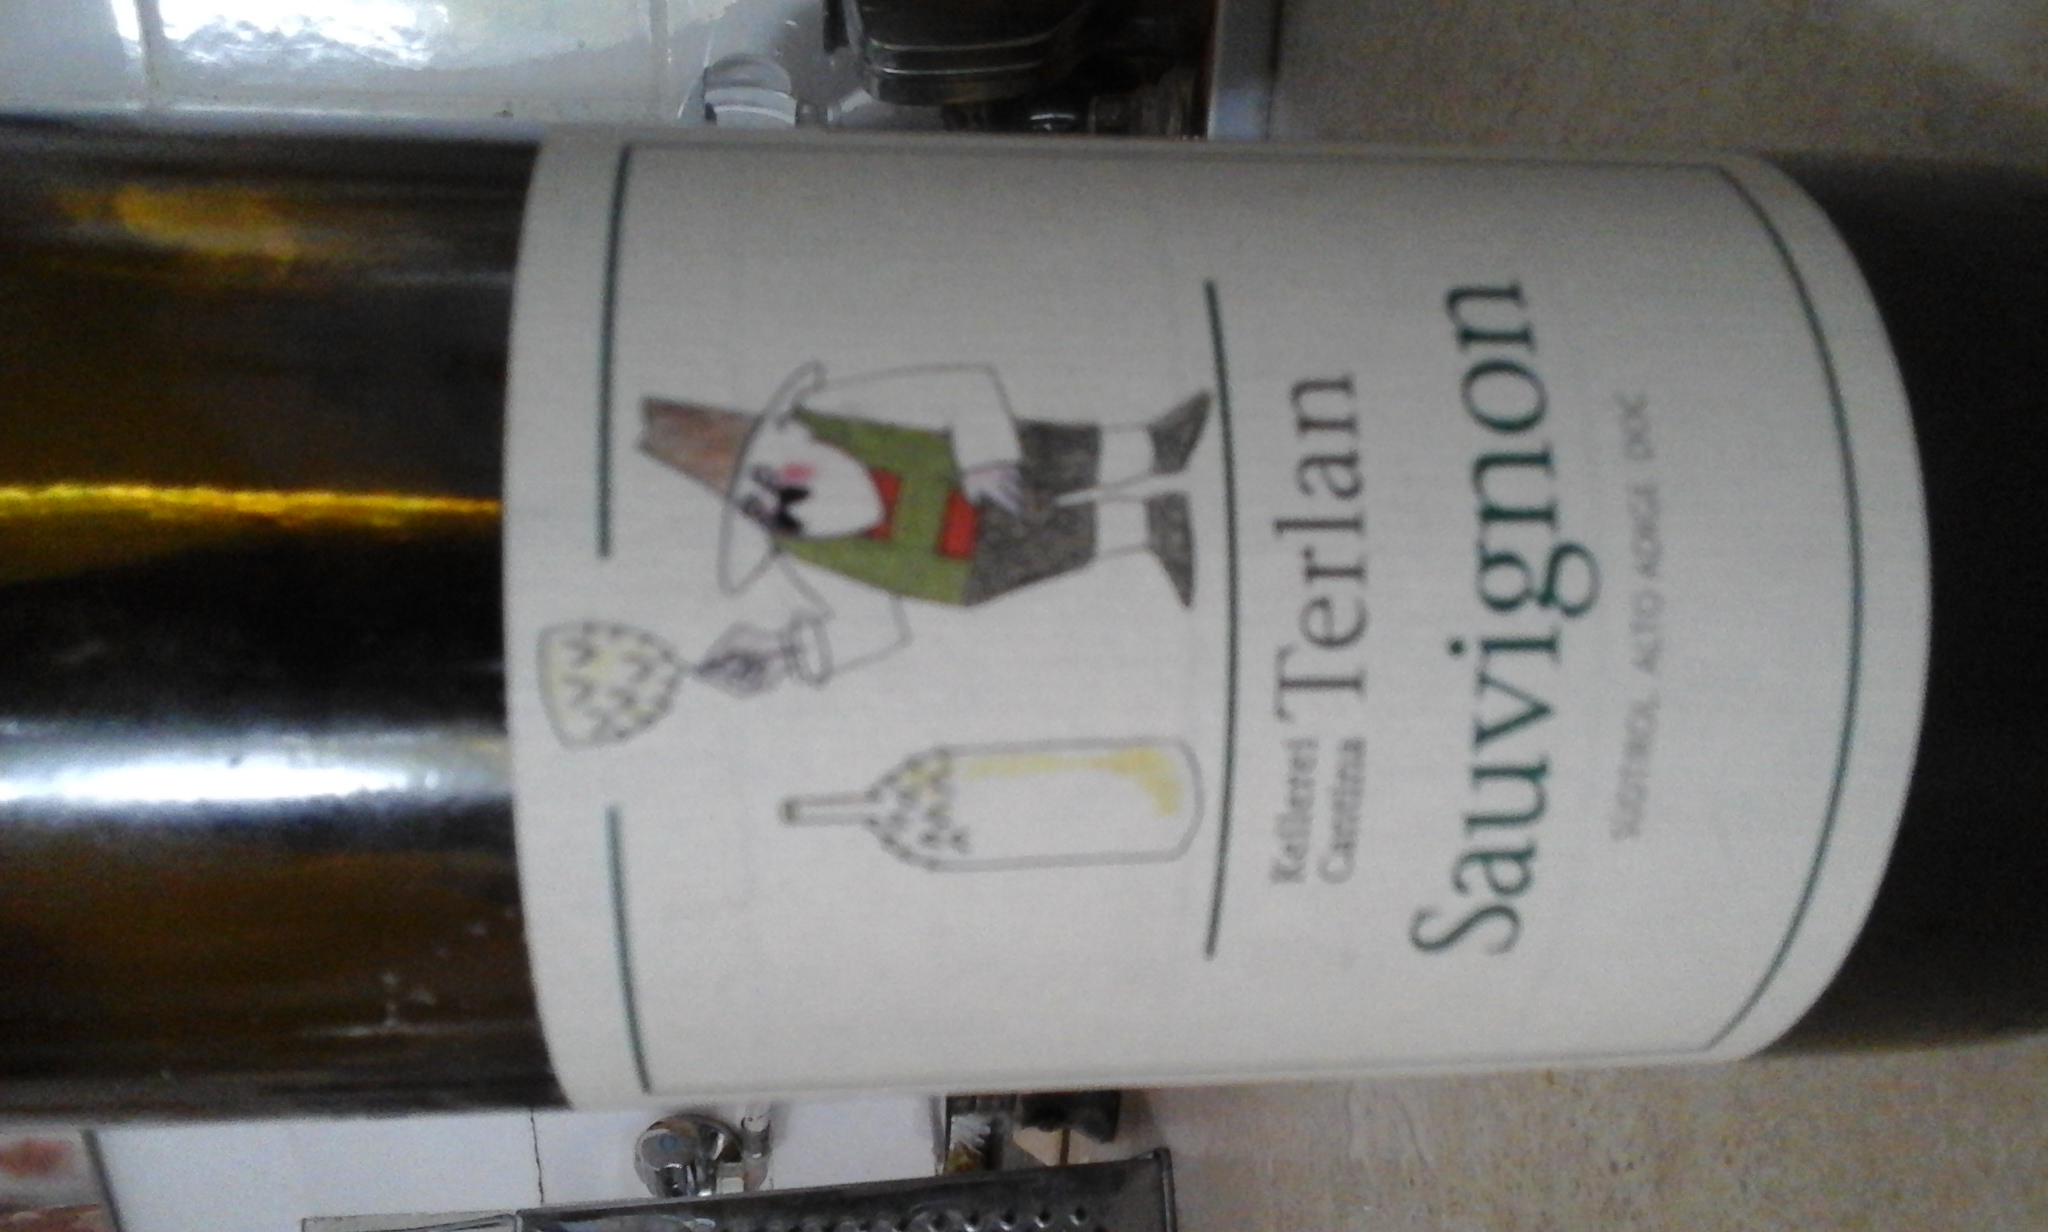 Kellerei
Cantina
Terlan
Sauvignon
SÜDTIROL ALTO ADIGE DOC